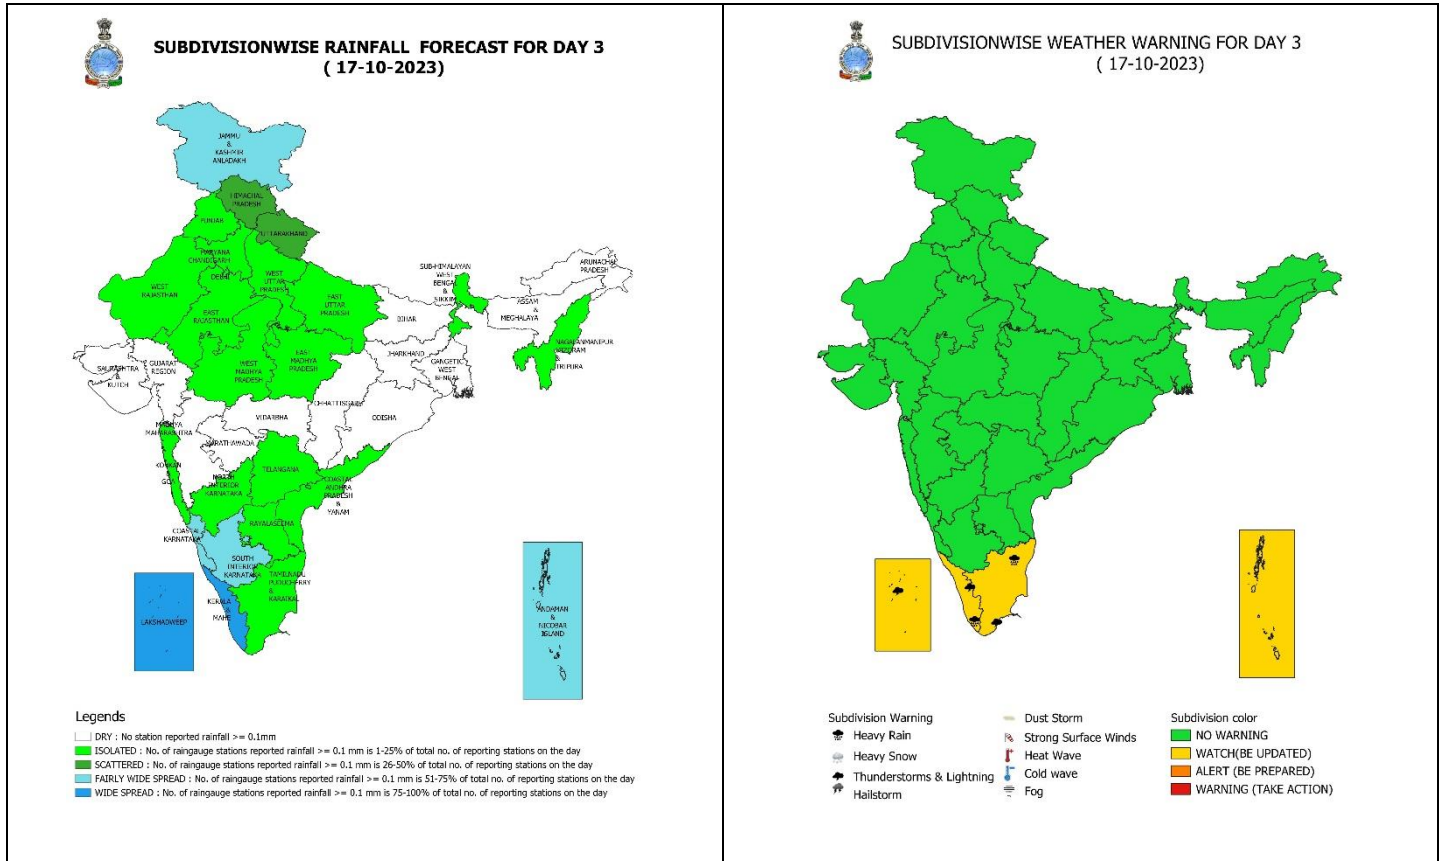 SUBDIVISIONWISE RAINFALL FORECAST FOR DAY 3
( 17-10-2023)
JAMMU
&
KASHMIR
ANLADAKH
HIMACHAL
PRADESH
PUNJAB
UTTARAKHAND
HARYANA
CHANDIGARH
DELHI
WEST
UTTAR
PRADESH
WEST
RAJASTHAN
EAST
UTTAR
PRADESH
EAST
RAJASTHAN
SUB-HIMALAYAN
WEST
BENGAL
&
SIKKIM
ARUNACHAL
PRADESH
ASSAM
&
MEGHALAYA
BIHAR
NAGALANMANIPUR
MIZORAM
&
TRIPURA
JHARKHAND
GANGETIC
WEST
BENGAL
SAURASHTRA
&
KUTCH
GUJARAT
REGION
WEST
MADHYA
PRADESH
EAST
MADHYA
PRADESH
CHHATTISGARH
ODISHA
VIDARBHA
MADHYA
MAHARASHTRA
MARATHAWADA
KONKAN
GOA
TELANGANA
NORTH
INTERIOR
KARNATAKA
COASTAL
ANDHRA
PRADESH
&
YANAM
RAYALASEEMA
COASTAL
KARNATAKA
SOUTH
INTERIOR
KARNATAKA
TAMILNADU
PUDUCHERRY
&
KARAIKAL
KERALA
MAHE
LAKSHADWEEP
ANDAMAN
&
NICOBAR
ISLAND
Legends
DRY : No station reported rainfall >= 0.1mm
ISOLATED : No. of raingauge stations reported rainfall >= 0.1 mm is 1-25% of total no. of reporting stations on the day
SCATTERED : No. of raingauge stations reported rainfall >= 0.1 mm is 26-50% of total no. of reporting stations on the day
FAIRLY WIDE SPREAD : No. of raingauge stations reported rainfall >= 0.1 mm is 51-75% of total no. of reporting stations on the day
WIDE SPREAD : No. of raingauge stations reported rainfall >= 0.1 mm is 75-100% of total no. of reporting stations on the day
SUBDIVISIONWISE WEATHER WARNING FOR DAY 3
( 17-10-2023)
Subdivision Warning
Heavy Rain
Heavy Snow
Thunderstorms & Lightning
Hailstorm
Dust Storm
Strong Surface Winds
Heat Wave
Cold wave
Fog
Subdivision color
NO WARNING
WATCH(BE UPDATED)
ALERT (BE PREPARED)
WARNING (TAKE ACTION)